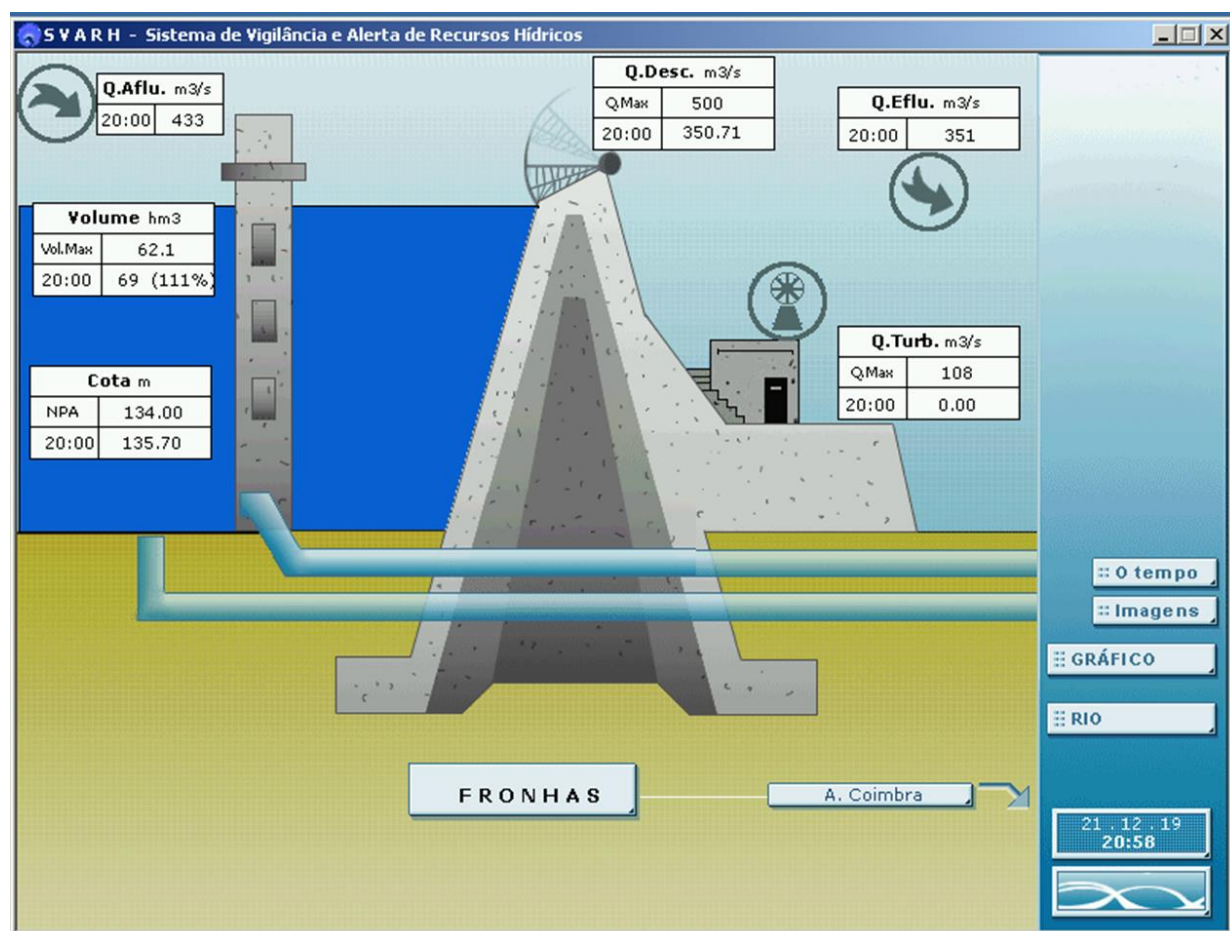 SVARH - Sistema de Vigilância e Alerta de Recursos Hídricos
Q.Aflu. m3/s
20:00 433
Q.Desc. m3/s
Q.Max 500
20:00 350.71
Q.Eflu. m3/s
20:00 351
Volume hm3
Vol.Max 62.1
20:00 69 (111%)
Cota m
NPA 134.00
20:00 135.70
Q.Turb. m3/s
Q.Max 108
20:00 0.00
O tempo
Imagens
GRÁFICO
RIO
FRONHAS
A. Coimbra
21 . 12 . 19
20:58